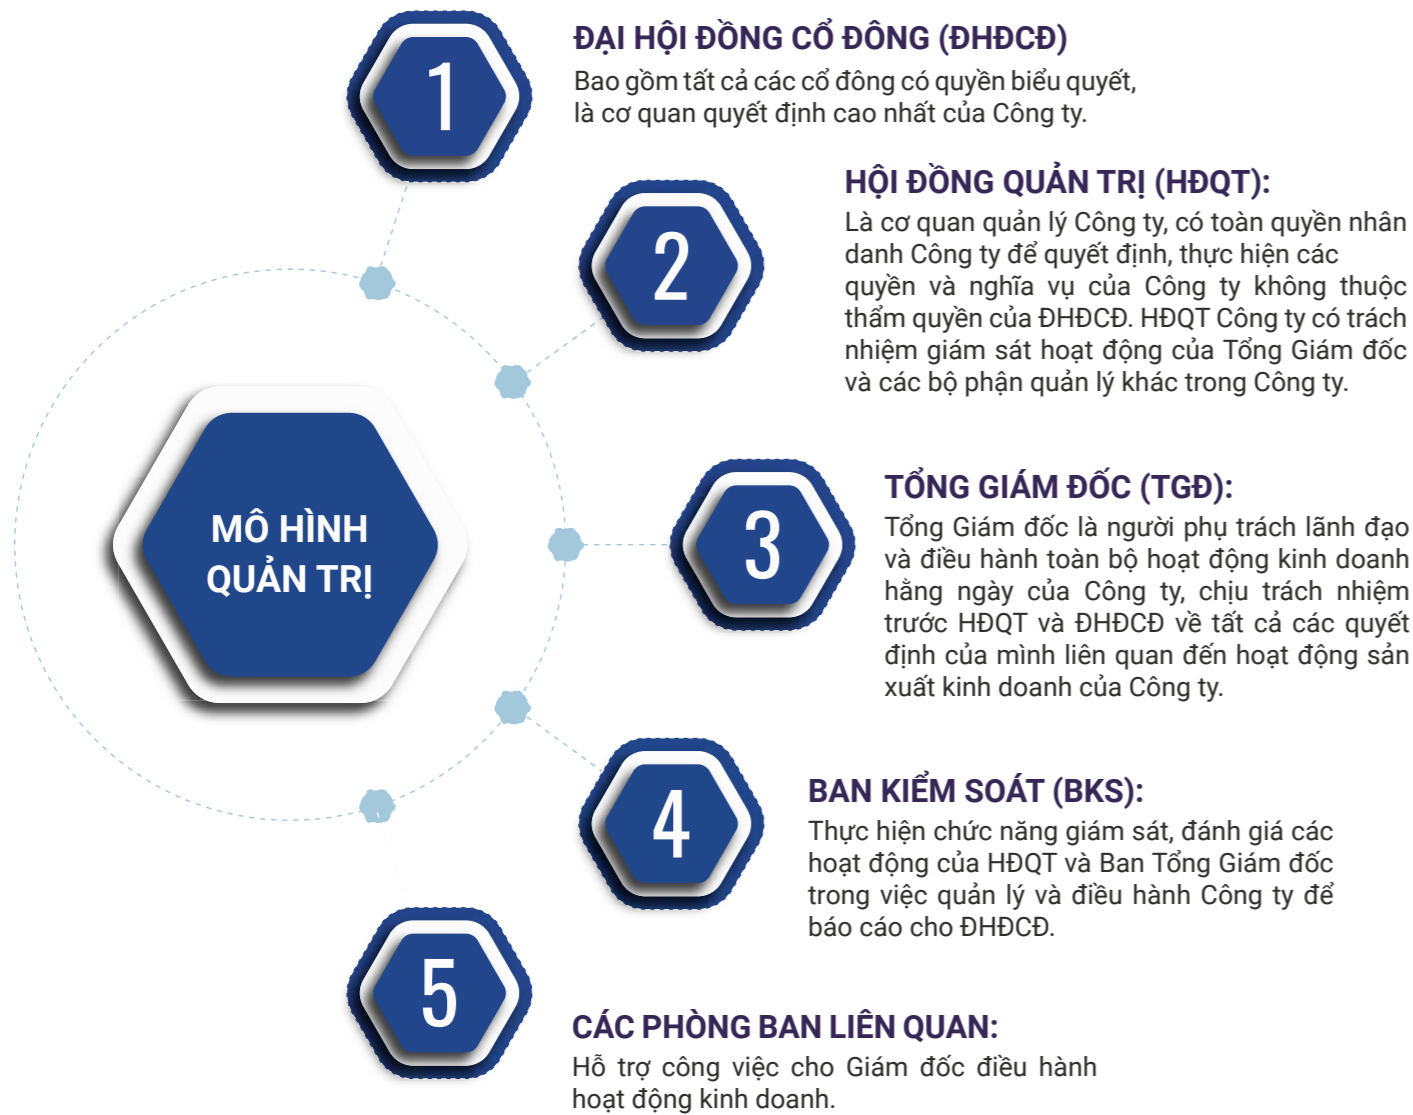 1
ĐẠI HỘI ĐỒNG CỔ ĐÔNG (ĐHĐCĐ)
Bao gồm tất cả các cổ đông có quyền biểu quyết,
là cơ quan quyết định cao nhất của Công ty.
2
HỘI ĐỒNG QUẢN TRỊ (HĐQT):
Là cơ quan quản lý Công ty, có toàn quyền nhân
danh Công ty để quyết định, thực hiện các
quyền và nghĩa vụ của Công ty không thuộc
thẩm quyền của ĐHĐCĐ. HĐQT Công ty có trách
nhiệm giám sát hoạt động của Tổng Giám đốc
và các bộ phận quản lý khác trong Công ty.
MÔ HÌNH
QUẢN TRỊ
3
TỔNG GIÁM ĐỐC (TGĐ):
Tổng Giám đốc là người phụ trách lãnh đạo
và điều hành toàn bộ hoạt động kinh doanh
hằng ngày của Công ty, chịu trách nhiệm
trước HĐQT và ĐHĐCĐ về tất cả các quyết
định của mình liên quan đến hoạt động sản
xuất kinh doanh của Công ty.
4
BAN KIỂM SOÁT (BKS):
Thực hiện chức năng giám sát, đánh giá các
hoạt động của HĐQT và Ban Tổng Giám đốc
trong việc quản lý và điều hành Công ty để
báo cáo cho ĐHĐCĐ.
5
CÁC PHÒNG BAN LIÊN QUAN:
Hỗ trợ công việc cho Giám đốc điều hành
hoạt động kinh doanh.